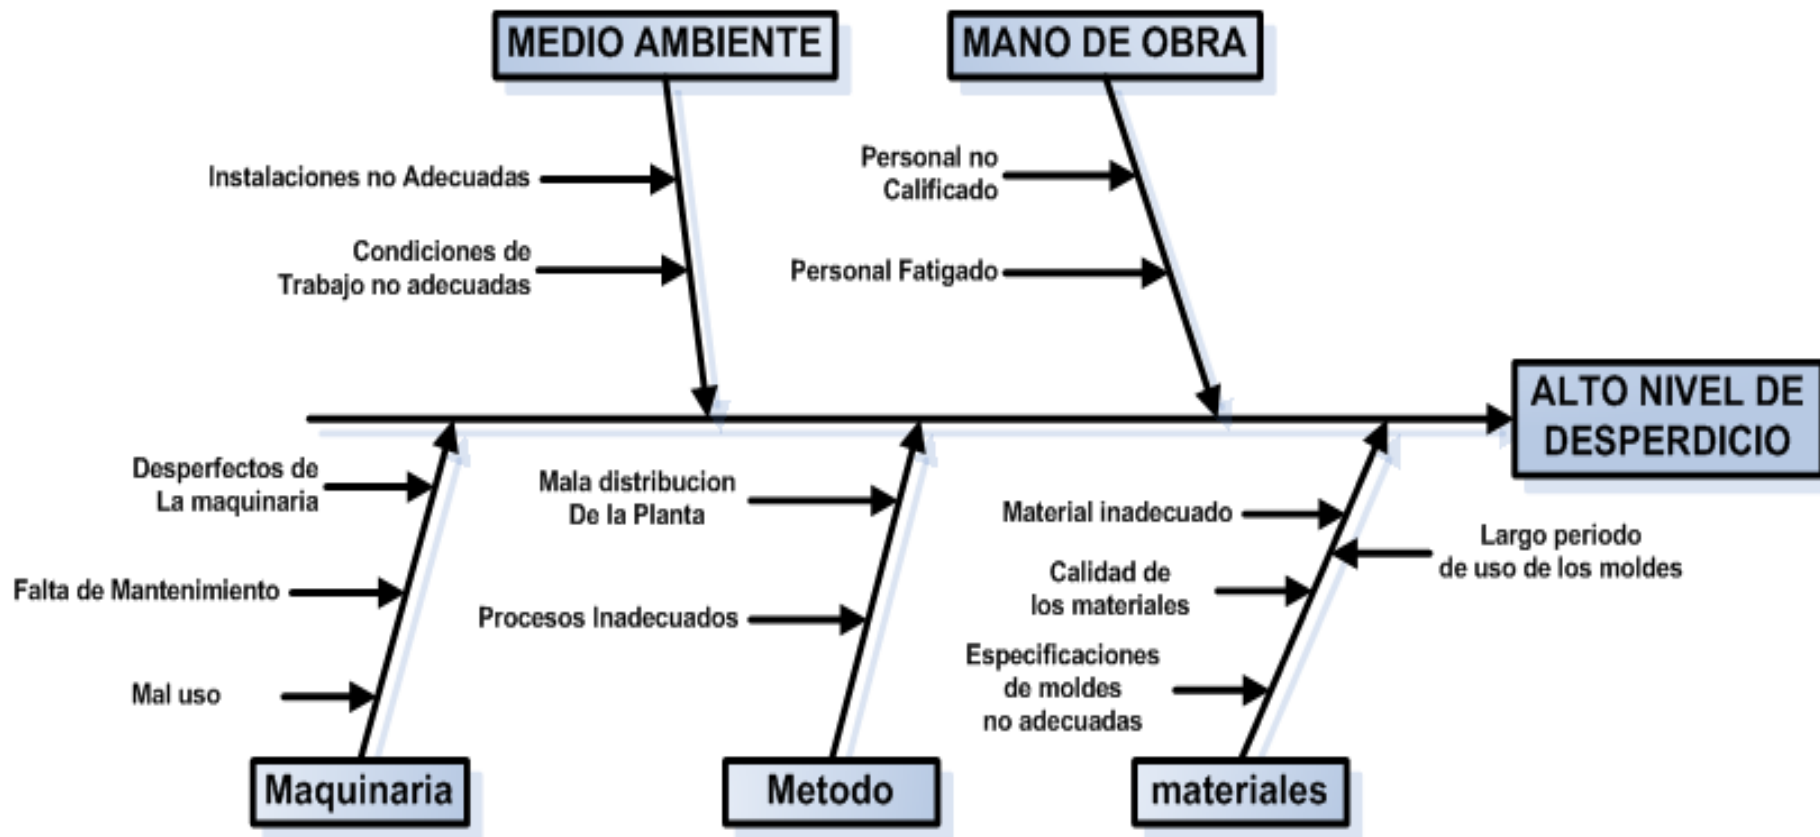 MEDIO AMBIENTE
MANO DE OBRA
Instalaciones no Adecuadas
Condiciones de
Trabajo no adecuadas
Personal no
Calificado
Personal Fatigado
ALTO NIVEL DE
DESPERDICIO
Desperfectos de
La maquinaria
Falta de Mantenimiento
Mal uso
Mala distribucion
De la Planta
Procesos Inadecuados
Material inadecuado
Largo periodo
de uso de los moldes
Calidad de
los materiales
Especificaciones
de moldes
no adecuadas
Maquinaria
Metodo
materiales